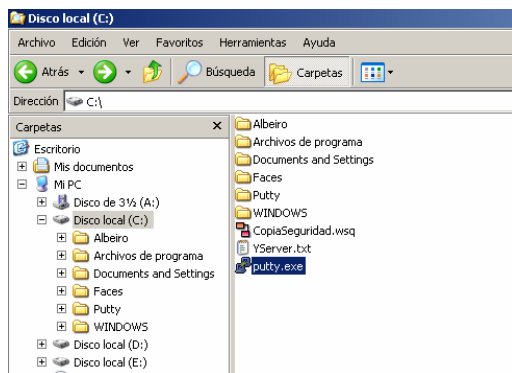 Disco local (C:)
Archivo Edición Ver Favoritos Herramientas Ayuda
Atrás Búsqueda Carpetas
Dirección C:\
Carpetas
Escritorio
Mis documentos
Mi PC
Disco de 3½ (A:)
Disco local (C:)
Albeiro
Archivos de programa
Documents and Settings
Faces
Putty
WINDOWS
Disco local (D:)
Disco local (E:)
Albeiro
Archivos de programa
Documents and Settings
Faces
Putty
WINDOWS
CopiaSeguridad.wsq
YServer.txt
putty.exe